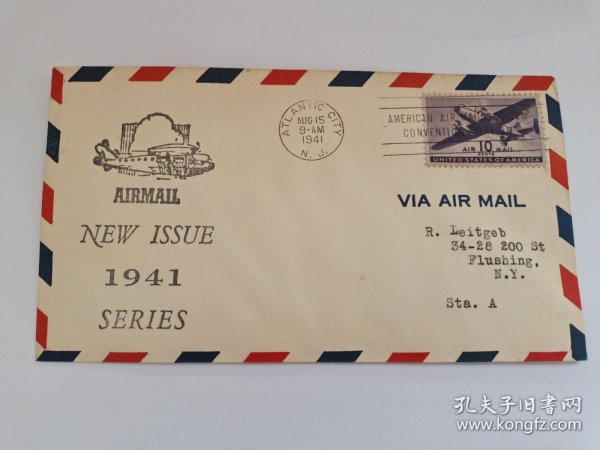 AIRMAIL
NEW ISSUE
1941
SERIES
ATLANTIC CITY
AUG 15
9-AM
1941
N. J.
AMERICAN AIR
CONVENTI
AIR 10 MAIL
CENTS
UNITED STATES OF AMERICA
VIA AIR MAIL
R. Leitgeb
34-28 200 St
Flushing,
N.Y.
Sta. A
孔夫子旧书网
www.kongfz.com